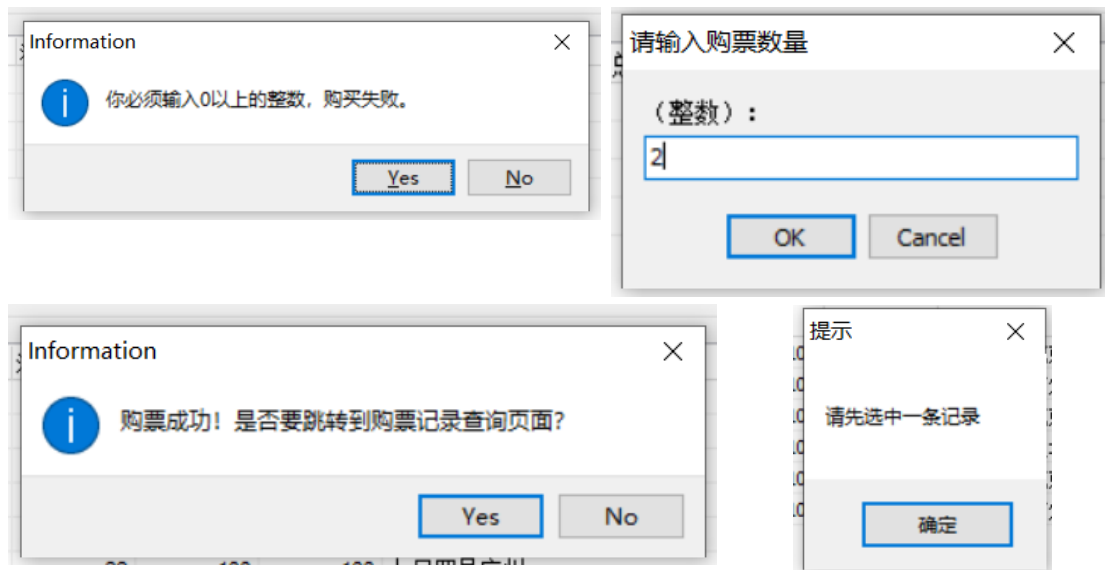 Information
你必须输入0以上的整数，购买失败。
Yes
No
请输入购票数量
（整数）：
2
OK
Cancel
Information
购票成功！是否要跳转到购票记录查询页面？
Yes
No
提示
请先选中一条记录
确定